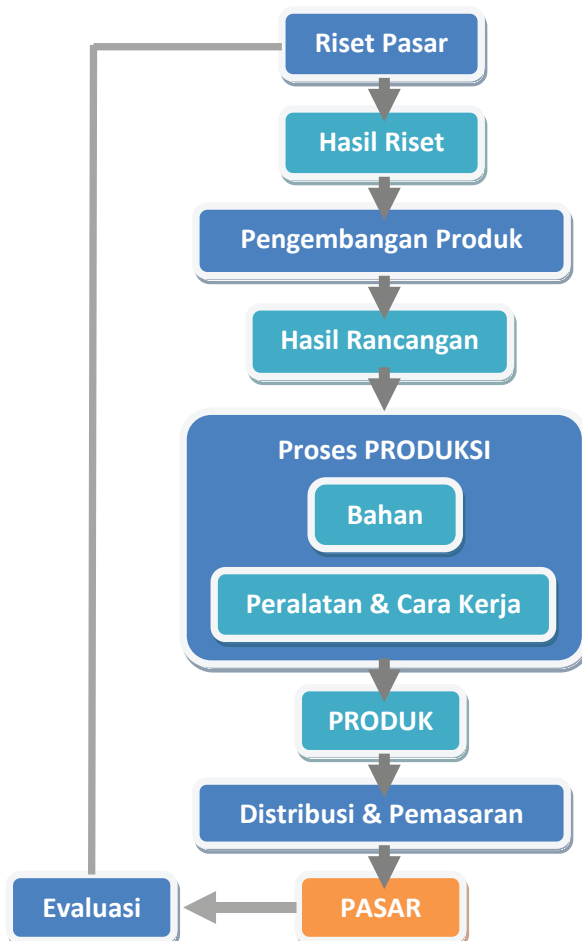 Riset Pasar
Hasil Riset
Pengembangan Produk
Hasil Rancangan
Proses PRODUKSI
Bahan
Peralatan & Cara Kerja
PRODUK
Distribusi & Pemasaran
Evaluasi
PASAR